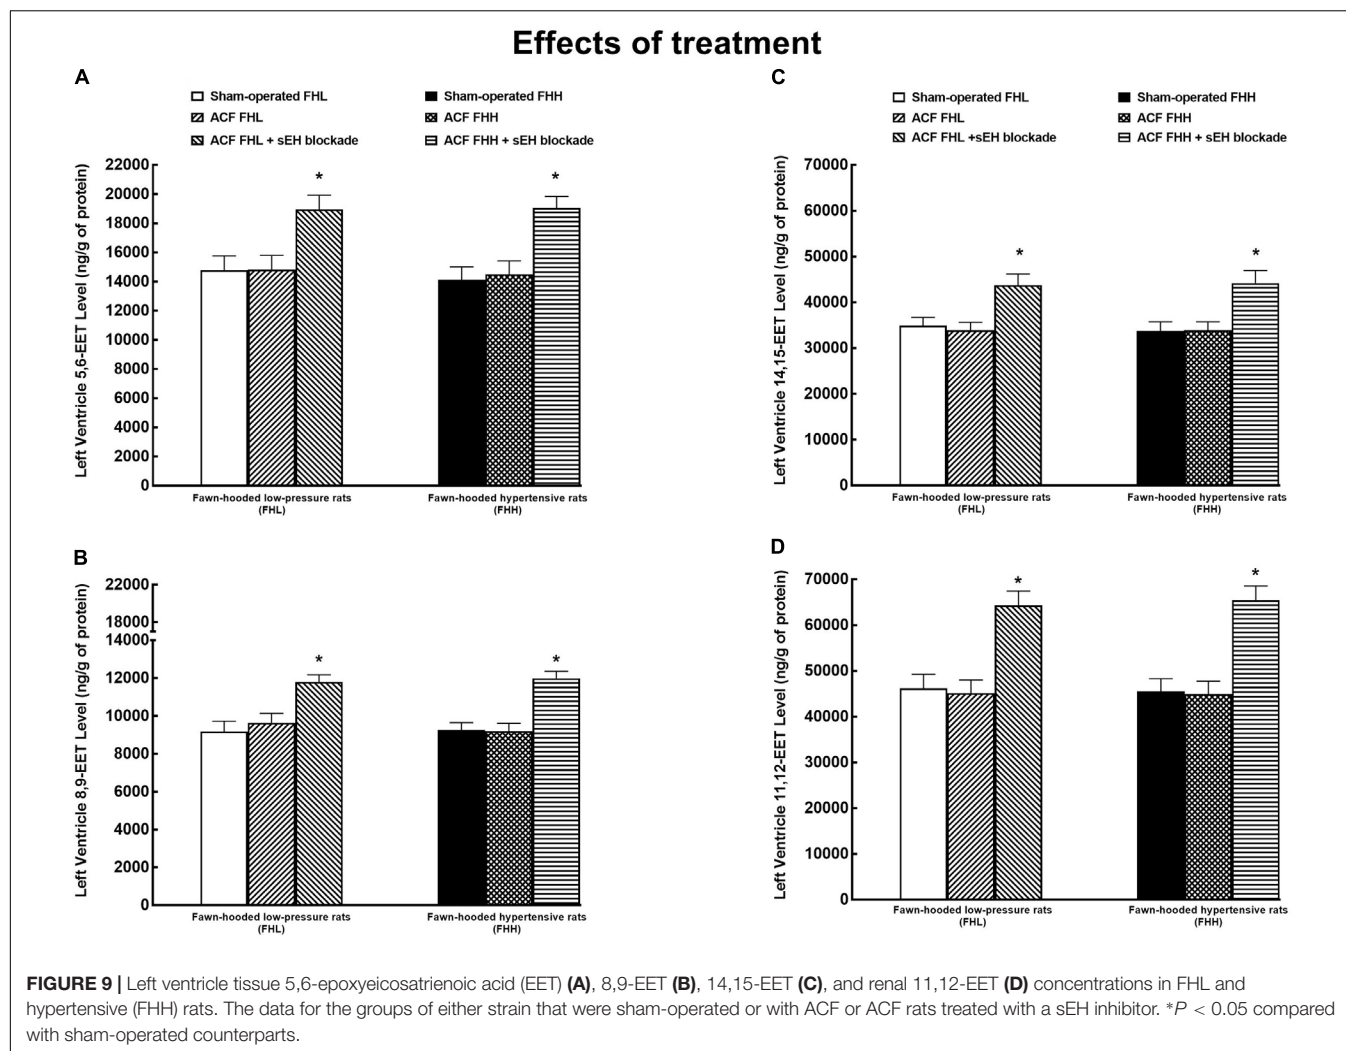 Effects of treatment
A
Sham-operated FHL
Sham-operated FHH
ACF FHL
ACF FHH
ACF FHL + sEH blockade
ACF FHH + sEH blockade
Left Ventricle 5,6-EET Level (ng/g of protein)
22000
20000
18000
16000
14000
12000
10000
8000
6000
4000
2000
0
*
*
Fawn-hooded low-pressure rats
(FHL)
Fawn-hooded hypertensive rats
(FHH)
C
Sham-operated FHL
Sham-operated FHH
ACF FHL
ACF FHH
ACF FHL +sEH blockade
ACF FHH + sEH blockade
Left Ventricle 14,15-EET Level (ng/g of protein)
70000
60000
50000
40000
30000
20000
10000
0
*
*
Fawn-hooded low-pressure rats
(FHL)
Fawn-hooded hypertensive rats
(FHH)
B
Left Ventricle 8,9-EET Level (ng/g of protein)
22000
18000
14000
12000
10000
8000
6000
4000
2000
0
*
*
Fawn-hooded low-pressure rats
(FHL)
Fawn-hooded hypertensive rats
(FHH)
D
Left Ventricle 11,12-EET Level (ng/g of protein)
70000
60000
50000
40000
30000
20000
10000
0
*
*
Fawn-hooded low-pressure rats
(FHL)
Fawn-hooded hypertensive rats
(FHH)
FIGURE 9 | Left ventricle tissue 5,6-epoxyeicosatrienoic acid (EET) (A), 8,9-EET (B), 14,15-EET (C), and renal 11,12-EET (D) concentrations in FHL and
hypertensive (FHH) rats. The data for the groups of either strain that were sham-operated or with ACF or ACF rats treated with a sEH inhibitor. *P < 0.05 compared
with sham-operated counterparts.